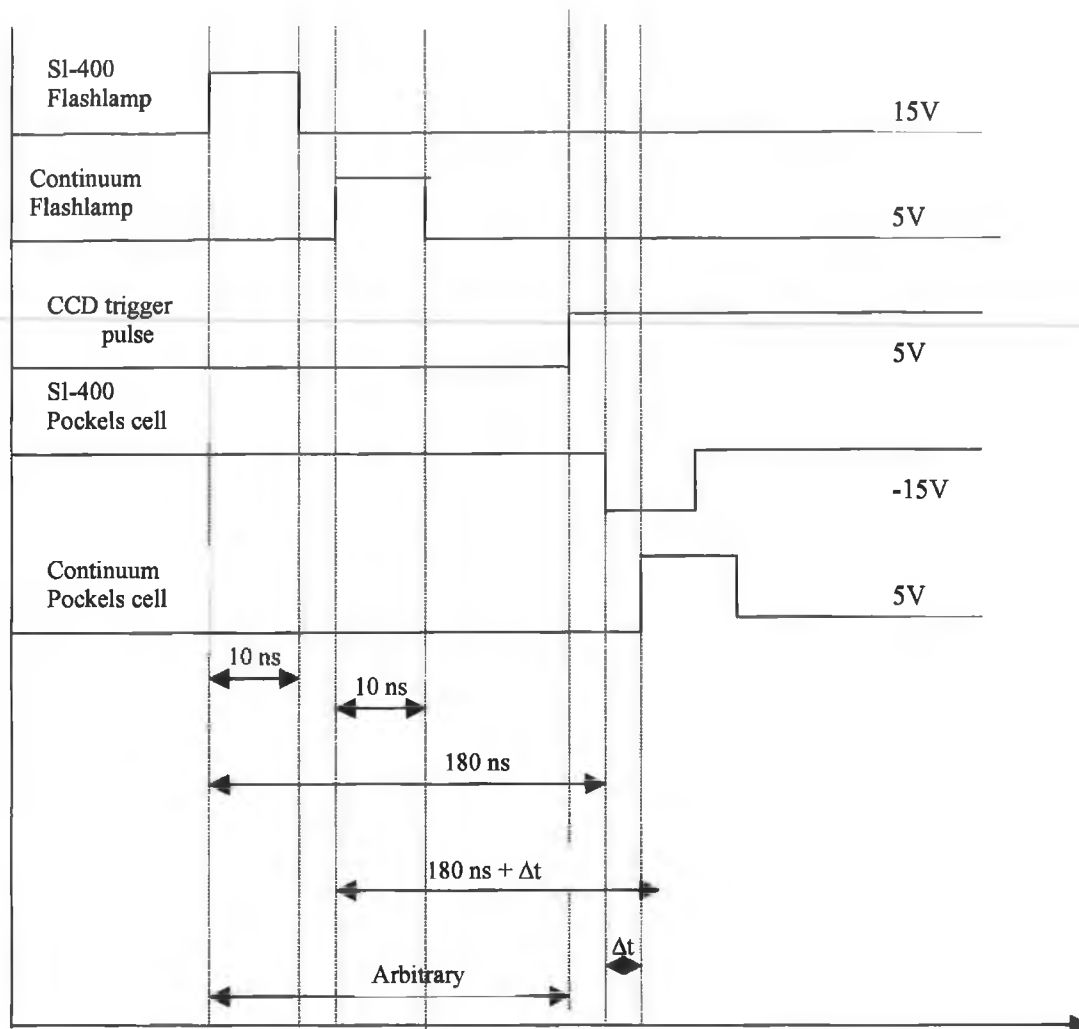 Sl-400
Flashlamp
15V
Continuum
Flashlamp
5V
CCD trigger
pulse
5V
Sl-400
Pockels cell
-15V
Continuum
Pockels cell
5V
10 ns
10 ns
180 ns
180 ns + Δt
Δt
Arbitrary